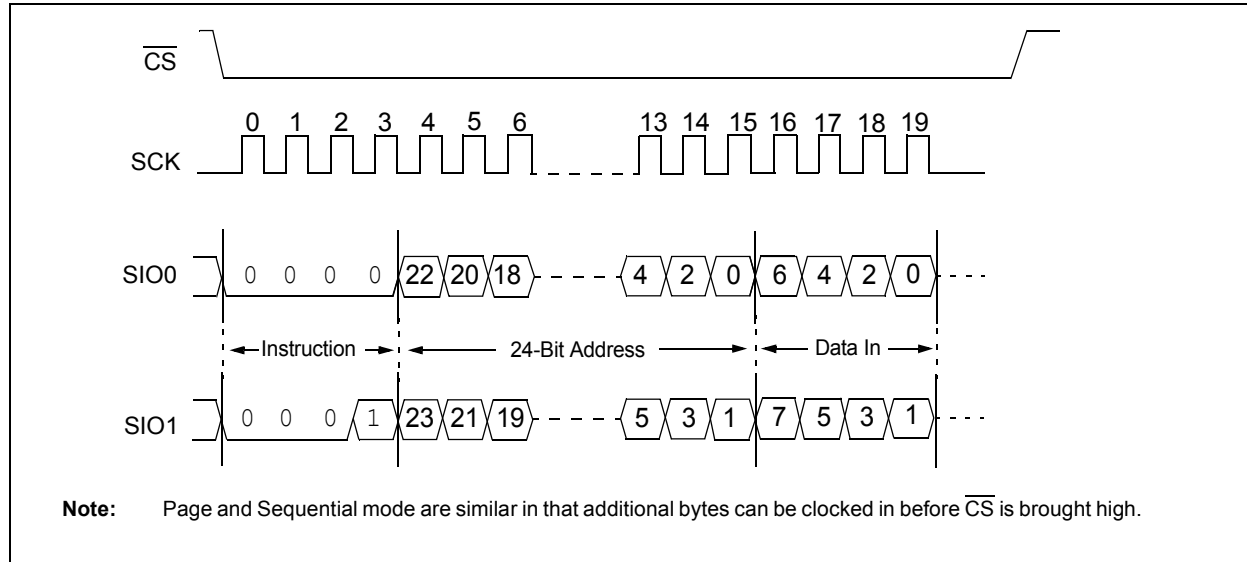 CS
0 1 2 3 4 5 6 13 14 15 16 17 18 19
SCK
SIO0 0 0 0 0 22 20 18 4 2 0 6 4 2 0
Instruction 24-Bit Address Data In
SIO1 0 0 0 1 23 21 19 5 3 1 7 5 3 1
Note: Page and Sequential mode are similar in that additional bytes can be clocked in before CS is brought high.